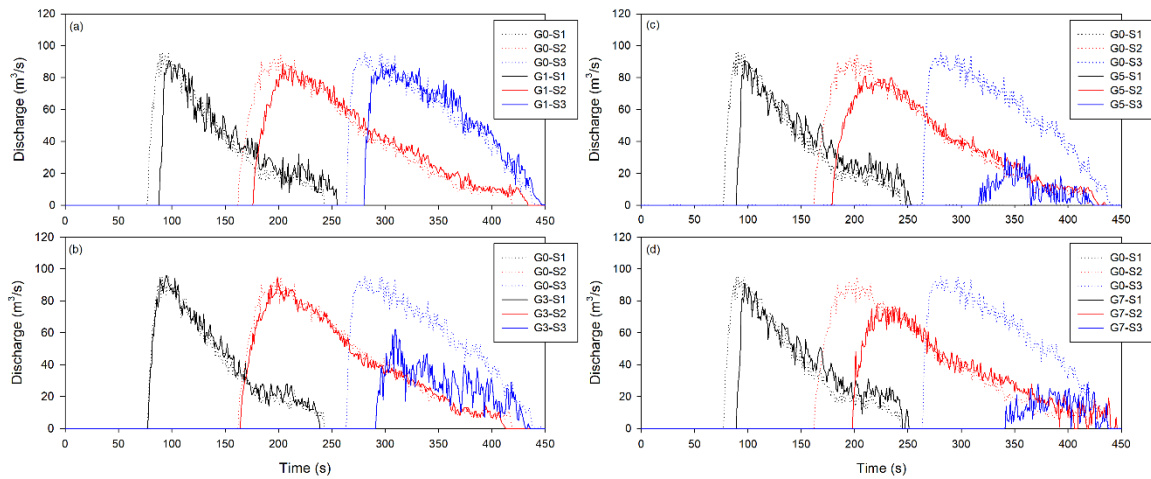 (a)
G0-S1
G0-S2
G0-S3
G1-S1
G1-S2
G1-S3
Discharge (m³/s)
120
100
80
60
40
20
0
0 50 100 150 200 250 300 350 400 450
(c)
G0-S1
G0-S2
G0-S3
G5-S1
G5-S2
G5-S3
Discharge (m³/s)
120
100
80
60
40
20
0
0 50 100 150 200 250 300 350 400 450
(b)
G0-S1
G0-S2
G0-S3
G3-S1
G3-S2
G3-S3
Discharge (m³/s)
120
100
80
60
40
20
0
0 50 100 150 200 250 300 350 400 450
Time (s)
(d)
G0-S1
G0-S2
G0-S3
G7-S1
G7-S2
G7-S3
Discharge (m³/s)
120
100
80
60
40
20
0
0 50 100 150 200 250 300 350 400 450
Time (s)